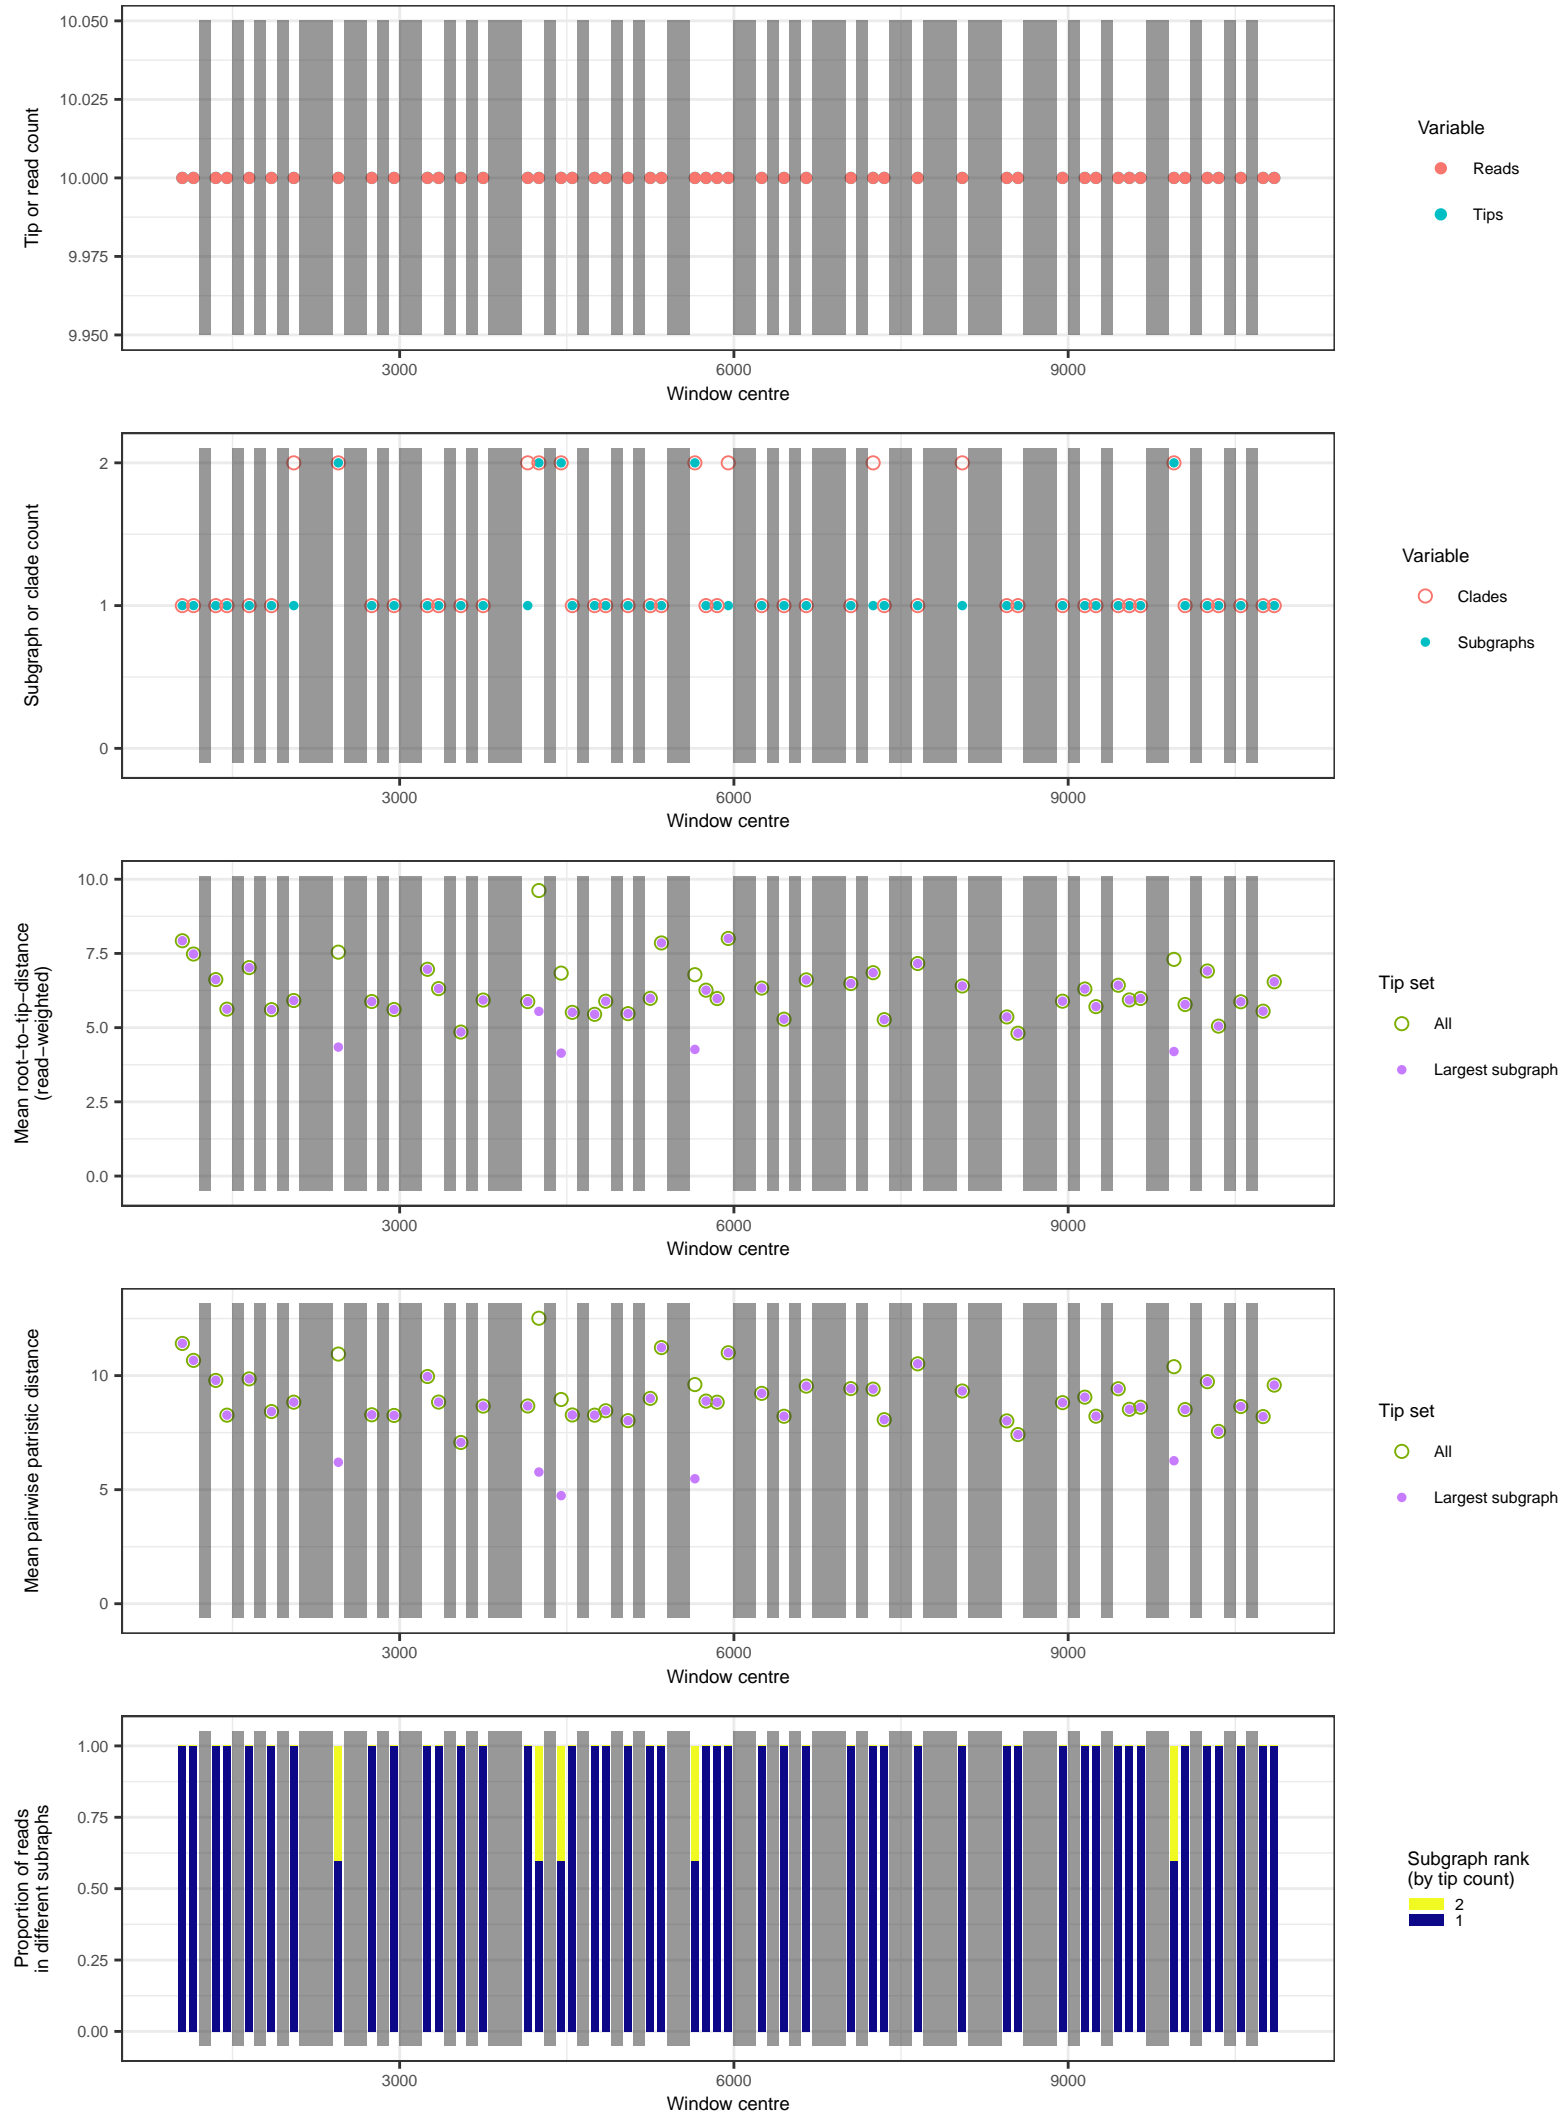 10.050
10.025
10.000
9.975
9.950
Tip or read count
3000
6000
9000
Window centre
Variable
Reads
Tips
2
1
0
Subgraph or clade count
3000
6000
9000
Window centre
Variable
Clades
Subgraphs
10.0
7.5
5.0
2.5
0.0
Mean root−to−tip−distance
(read−weighted)
3000
6000
9000
Window centre
Tip set
All
Largest subgraph
10
5
0
Mean pairwise patristic distance
3000
6000
9000
Window centre
Tip set
All
Largest subgraph
1.00
0.75
0.50
0.25
0.00
Proportion of reads
in different subraphs
3000
6000
9000
Window centre
Subgraph rank
(by tip count)
2
1